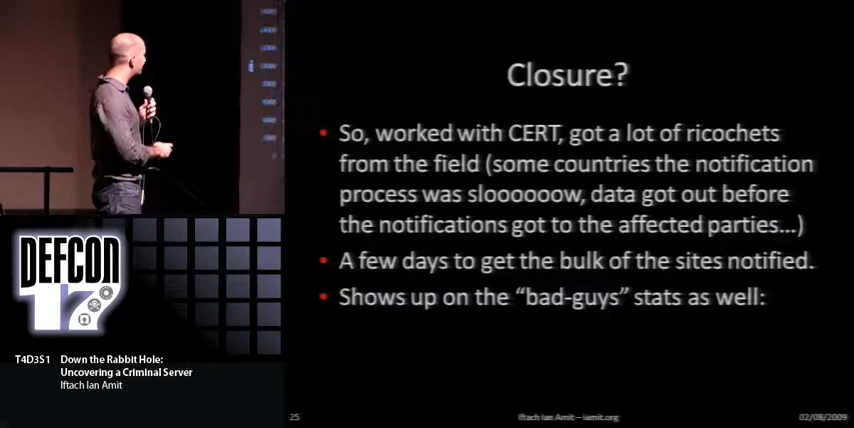 Closure?
So, worked with CERT, got a lot of ricochets
from the field (some countries the notification
process was sloooooow, data got out before
the notifications got to the affected parties...)
A few days to get the bulk of the sites notified.
Shows up on the “bad-guys” stats as well:
25
Iftach Ian Amit – iamit.org
02/08/2009
DEFCON
17
T4D3S1
Down the Rabbit Hole:
Uncovering a Criminal Server
Iftach Ian Amit